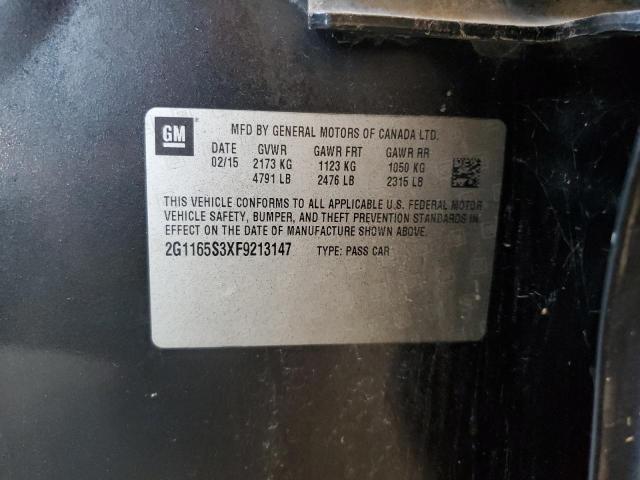 GM
MFD BY GENERAL MOTORS OF CANADA LTD.
DATE GVWR GAWR FRT GAWR RR
02/15 2173 KG 1123 KG 1050 KG
4791 LB 2476 LB 2315 LB
THIS VEHICLE CONFORMS TO ALL APPLICABLE U.S. FEDERAL MOTOR
VEHICLE SAFETY, BUMPER, AND THEFT PREVENTION STANDARDS IN
EFFECT ON THE DATE OF MANUFACTURE SHOWN ABOVE.
2G1165S3XF9213147 TYPE: PASS CAR